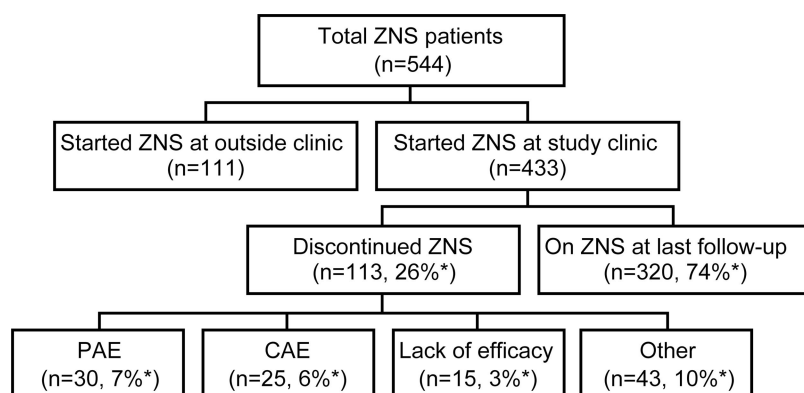 Total ZNS patients
(n=544)
Started ZNS at outside clinic
(n=111)
Started ZNS at study clinic
(n=433)
Discontinued ZNS
(n=113, 26%*)
On ZNS at last follow-up
(n=320, 74%*)
PAE
(n=30, 7%*)
CAE
(n=25, 6%*)
Lack of efficacy
(n=15, 3%*)
Other
(n=43, 10%*)